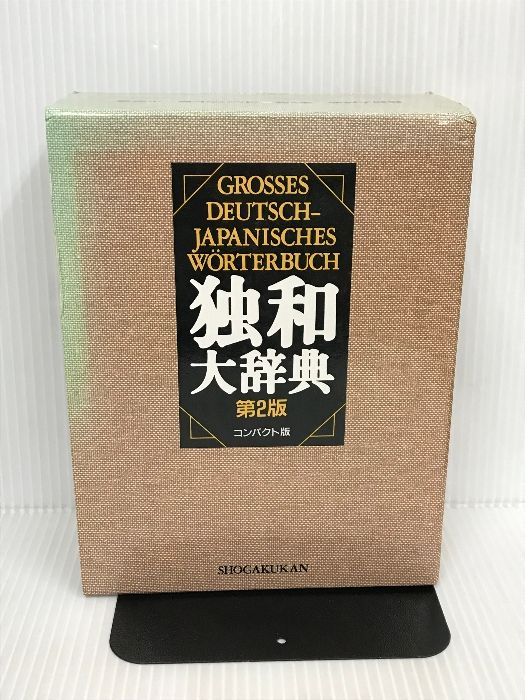 GROSSES
DEUTSCH-
JAPANISCHES
WÖRTERBUCH
独和
大辞典
第2版
コンパクト版
SHOGAKUKAN